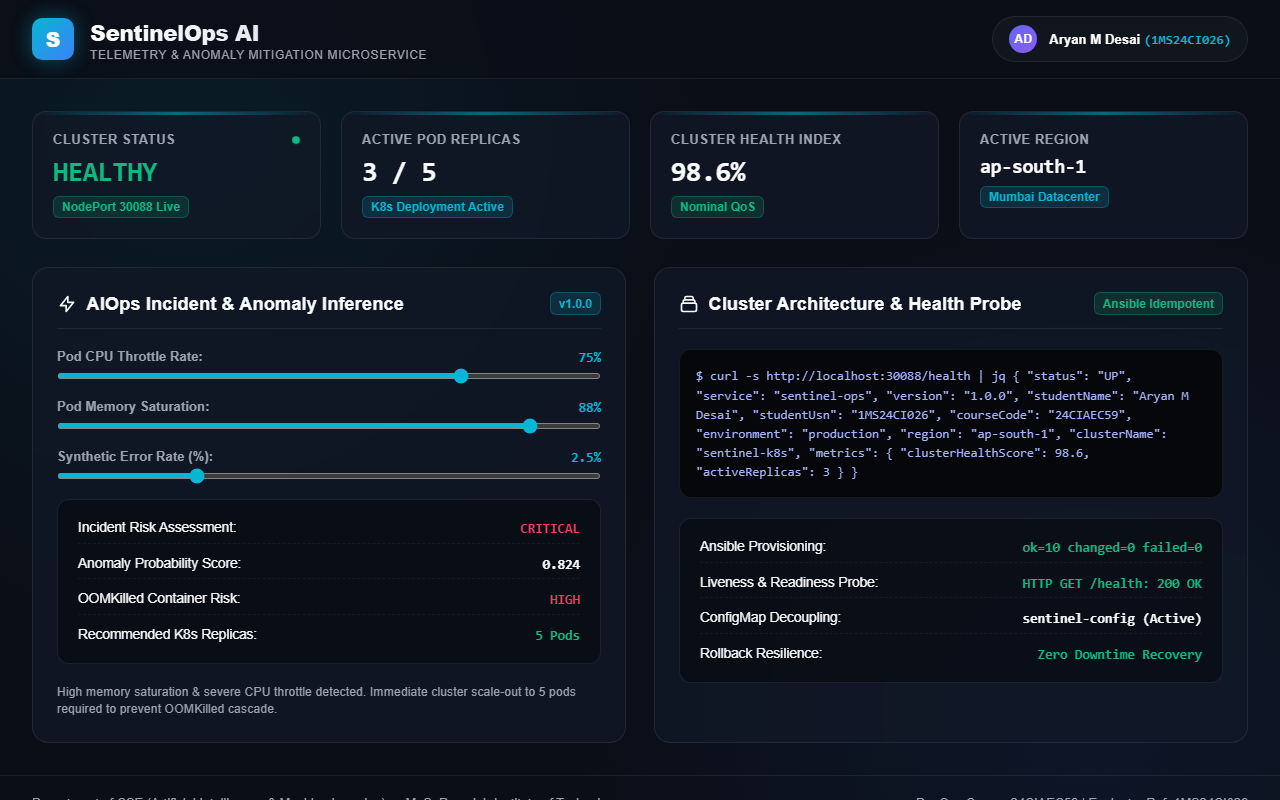 S
SentinelOps AI
TELEMETRY & ANOMALY MITIGATION MICROSERVICE
AD
Aryan M Desai (1MS24CI026)
CLUSTER STATUS
HEALTHY
NodePort 30088 Live
ACTIVE POD REPLICAS
3 / 5
K8s Deployment Active
CLUSTER HEALTH INDEX
98.6%
Nominal QoS
ACTIVE REGION
ap-south-1
Mumbai Datacenter
AIOps Incident & Anomaly Inference
v1.0.0
Pod CPU Throttle Rate:
75%
Pod Memory Saturation:
88%
Synthetic Error Rate (%):
2.5%
Incident Risk Assessment:
CRITICAL
Anomaly Probability Score:
0.824
OOMKilled Container Risk:
HIGH
Recommended K8s Replicas:
5 Pods
High memory saturation & severe CPU throttle detected. Immediate cluster scale-out to 5 pods
required to prevent OOMKilled cascade.
Cluster Architecture & Health Probe
Ansible Idempotent
$ curl -s http://localhost:30088/health | jq { "status": "UP",
"service": "sentinel-ops", "version": "1.0.0", "studentName": "Aryan M
Desai", "studentUsn": "1MS24CI026", "courseCode": "24CIAEC59",
"environment": "production", "region": "ap-south-1", "clusterName":
"sentinel-k8s", "metrics": { "clusterHealthScore": 98.6,
"activeReplicas": 3 } }
Ansible Provisioning:
ok=10 changed=0 failed=0
Liveness & Readiness Probe:
HTTP GET /health: 200 OK
ConfigMap Decoupling:
sentinel-config (Active)
Rollback Resilience:
Zero Downtime Recovery